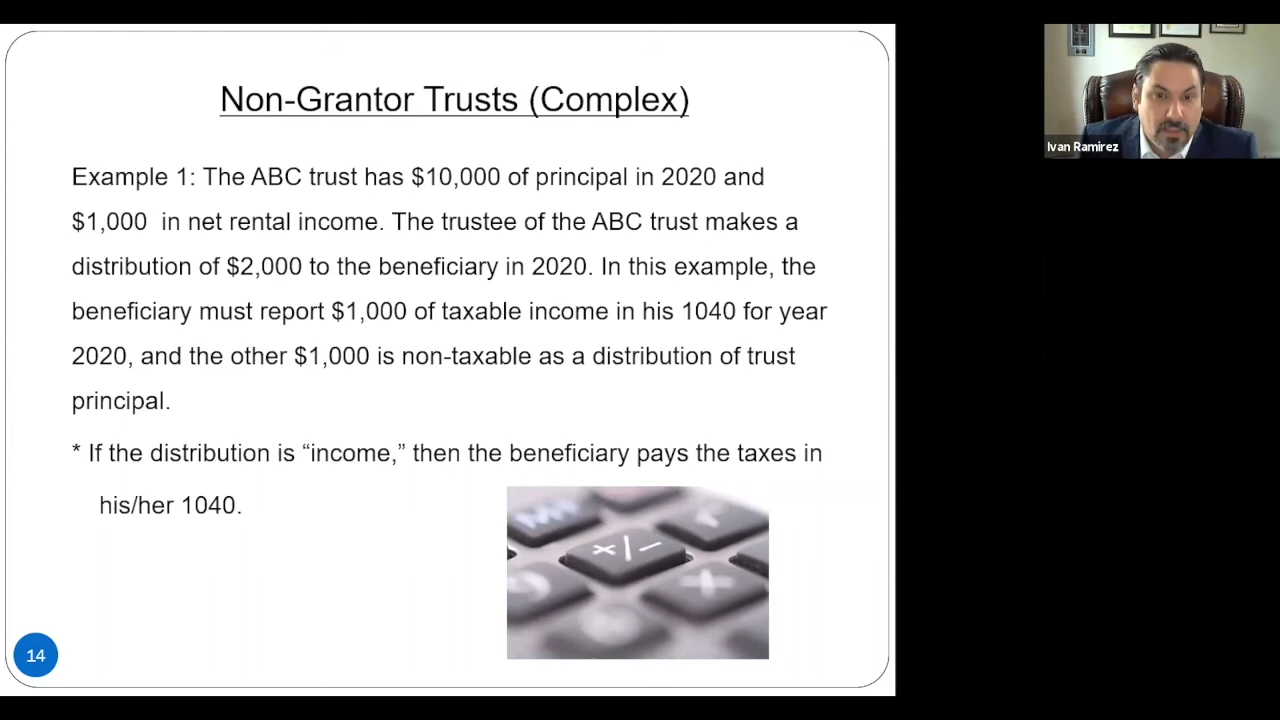 Non-Grantor Trusts (Complex)
Example 1: The ABC trust has $10,000 of principal in 2020 and
$1,000  in net rental income. The trustee of the ABC trust makes a
distribution of $2,000 to the beneficiary in 2020. In this example, the
beneficiary must report $1,000 of taxable income in his 1040 for year
2020, and the other $1,000 is non-taxable as a distribution of trust
principal.
* If the distribution is “income,” then the beneficiary pays the taxes in
his/her 1040.
+/−
×
14
Ivan Ramirez